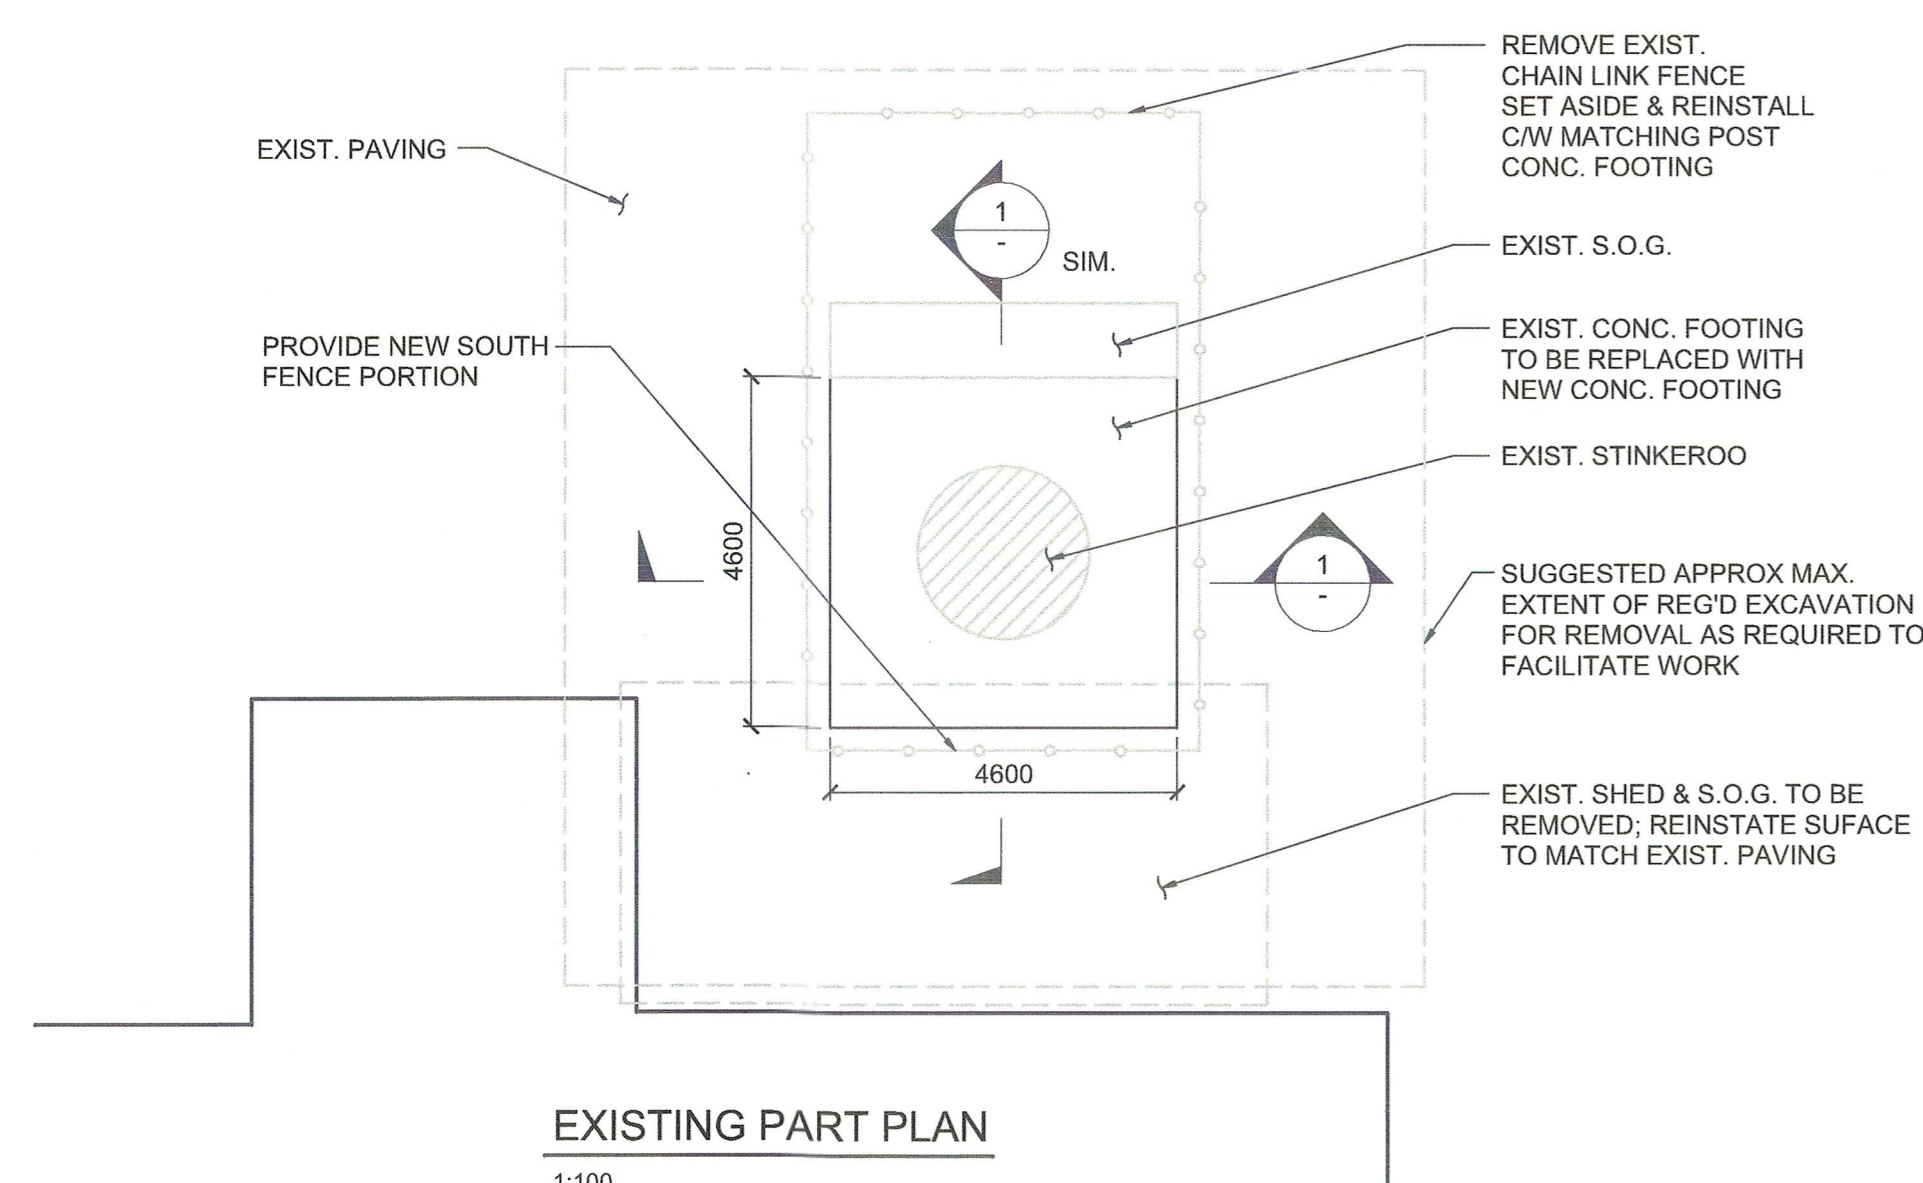 REMOVE EXIST.
CHAIN LINK FENCE
SET ASIDE & REINSTALL
C/W MATCHING POST
CONC. FOOTING
EXIST. PAVING
1
-
SIM.
EXIST. S.O.G.
EXIST. CONC. FOOTING
TO BE REPLACED WITH
NEW CONC. FOOTING
PROVIDE NEW SOUTH
FENCE PORTION
EXIST. STINKEROO
4600
1
-
SUGGESTED APPROX MAX.
EXTENT OF REG'D EXCAVATION
FOR REMOVAL AS REQUIRED TO
FACILITATE WORK
4600
EXIST. SHED & S.O.G. TO BE
REMOVED; REINSTATE SUFACE
TO MATCH EXIST. PAVING
EXISTING PART PLAN
1:100